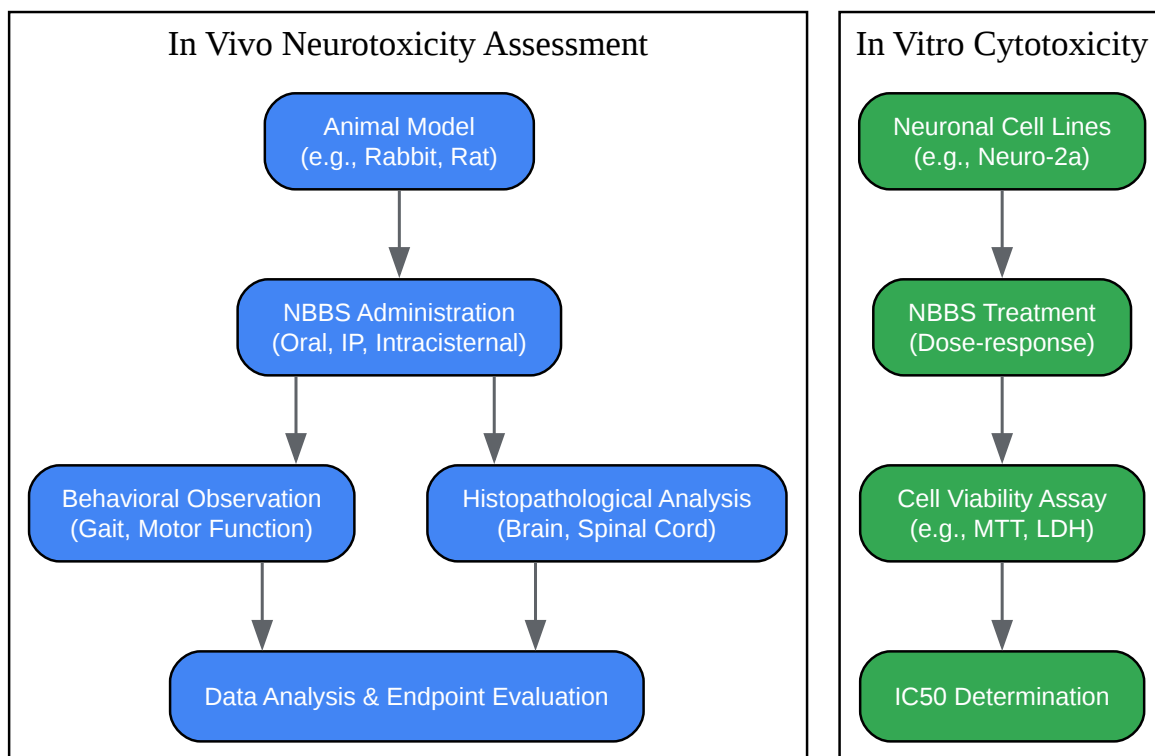 In Vivo Neurotoxicity Assessment
Animal Model
(e.g., Rabbit, Rat)
NBBS Administration
(Oral, IP, Intracisternal)
Behavioral Observation
(Gait, Motor Function)
Histopathological Analysis
(Brain, Spinal Cord)
Data Analysis & Endpoint Evaluation
In Vitro Cytotoxicity
Neuronal Cell Lines
(e.g., Neuro-2a)
NBBS Treatment
(Dose-response)
Cell Viability Assay
(e.g., MTT, LDH)
IC50 Determination